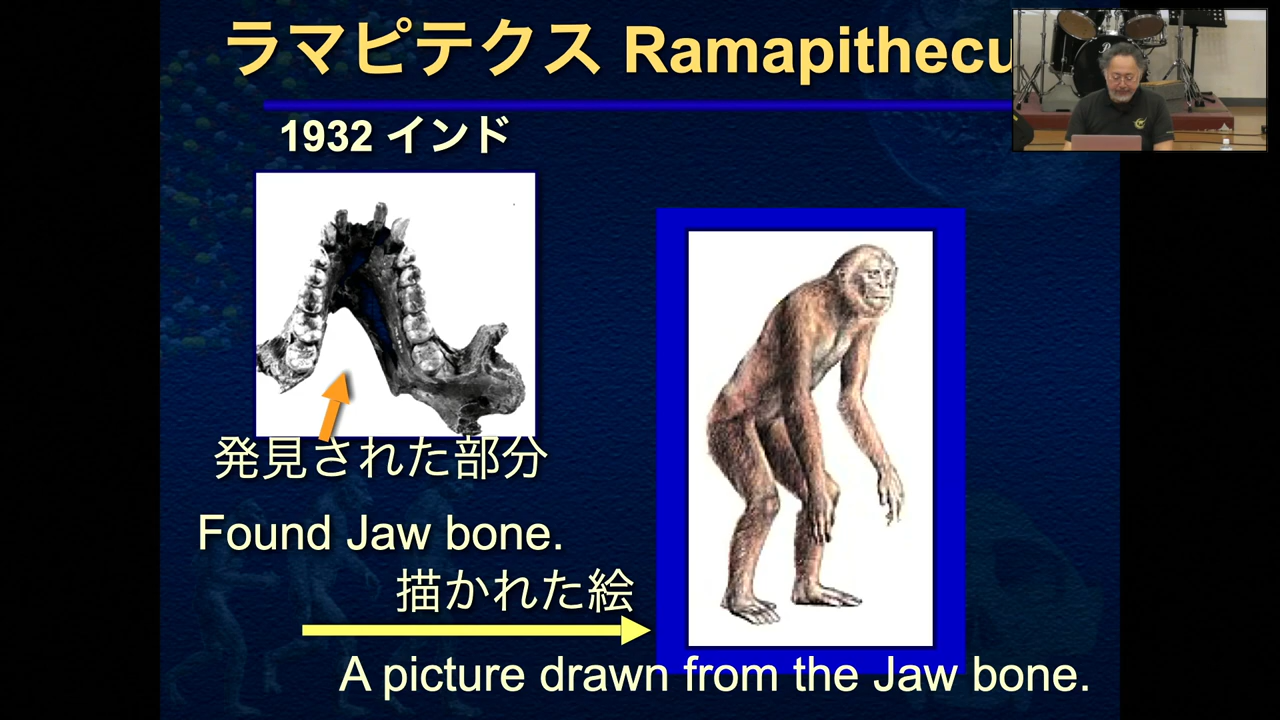 ラマピテクス Ramapithecu
1932 インド
発見された部分
Found Jaw bone.
描かれた絵
A picture drawn from the Jaw bone.